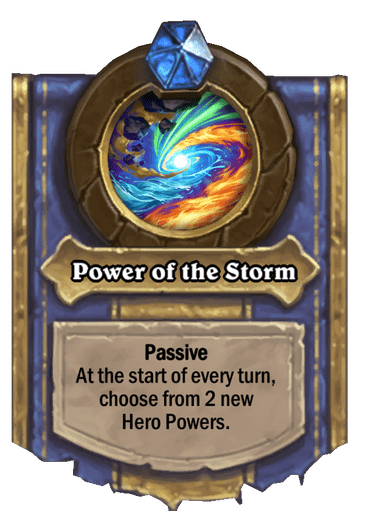 Power of the Storm
Passive
At the start of every turn,
choose from 2 new
Hero Powers.